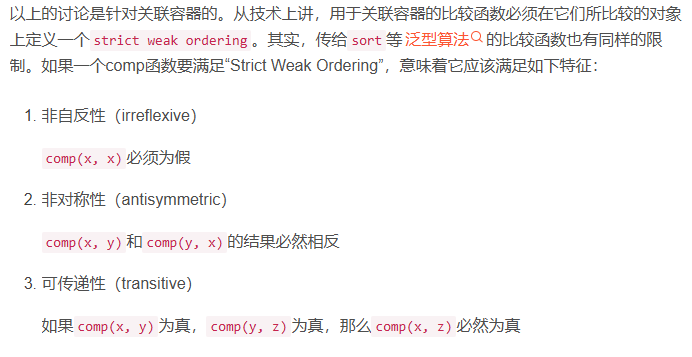 以上的讨论是针对关联容器的。从技术上讲，用于关联容器的比较函数必须在它们所比较的对象
上定义一个 strict weak ordering 。其实，传给 sort 等泛型算法的比较函数也有同样的限
制。如果一个comp函数要满足“Strict Weak Ordering”，意味着它应该满足如下特征：
1. 非自反性（irreflexive）
comp(x, x) 必须为假
2. 非对称性（antisymmetric）
comp(x, y) 和 comp(y, x) 的结果必然相反
3. 可传递性（transitive）
如果 comp(x, y) 为真，comp(y, z) 为真，那么 comp(x, z) 必然为真